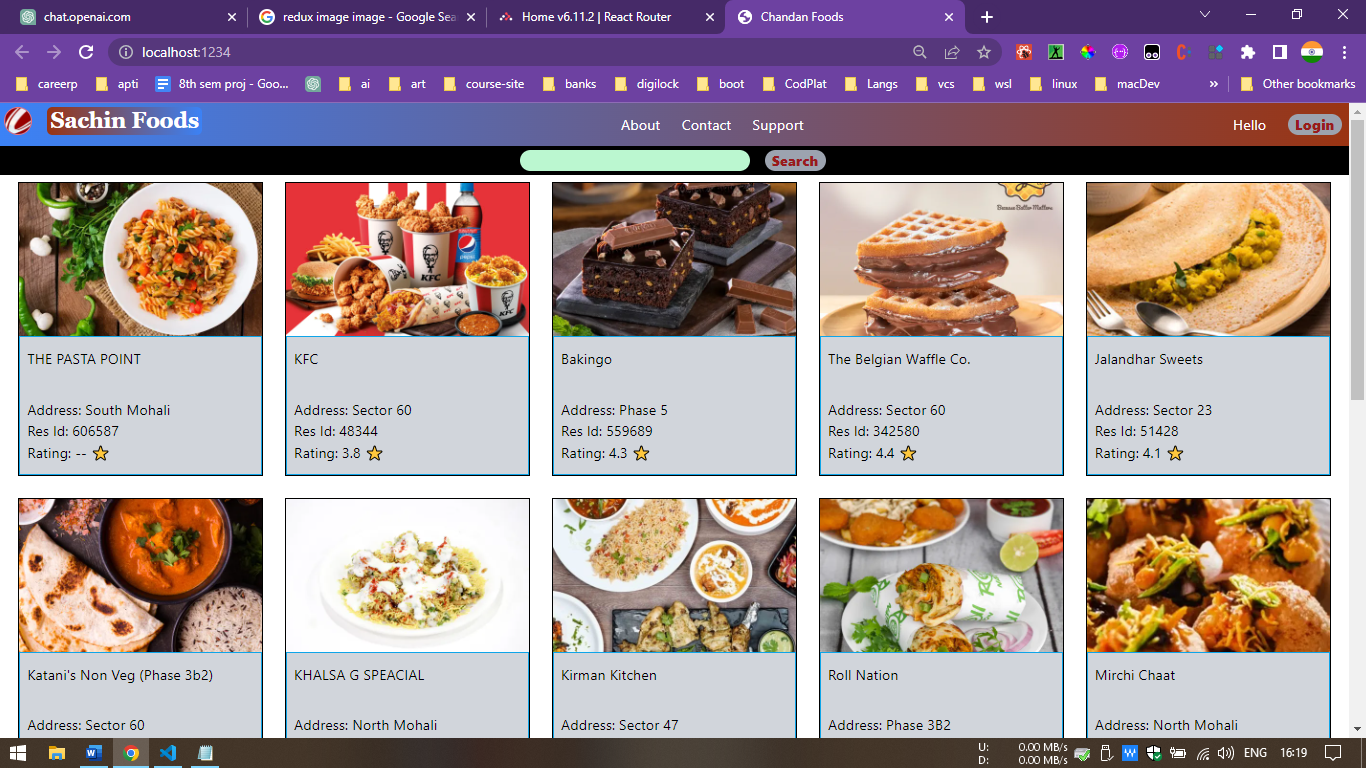 chat.openai.com
redux image image - Google Sea
Home v6.11.2 | React Router
Chandan Foods
localhost:1234
careerp
apti
8th sem proj - Goo...
ai
art
course-site
banks
digilock
boot
CodPlat
Langs
vcs
wsl
linux
macDev
»
Other bookmarks
Sachin Foods
About
Contact
Support
Hello
Login
Search
THE PASTA POINT
Address: South Mohali
Res Id: 606587
Rating: -- ⭐
KFC
KFC
Address: Sector 60
Res Id: 48344
Rating: 3.8 ⭐
Bakingo
Address: Phase 5
Res Id: 559689
Rating: 4.3 ⭐
The Belgian Waffle Co.
Address: Sector 60
Res Id: 342580
Rating: 4.4 ⭐
Jalandhar Sweets
Address: Sector 23
Res Id: 51428
Rating: 4.1 ⭐
Katani's Non Veg (Phase 3b2)
Address: Sector 60
KHALSA G SPEACIAL
Address: North Mohali
Kirman Kitchen
Address: Sector 47
Roll Nation
Address: Phase 3B2
Mirchi Chaat
Address: North Mohali
U: 0.00 MB/s
D: 0.00 MB/s
ENG
16:19